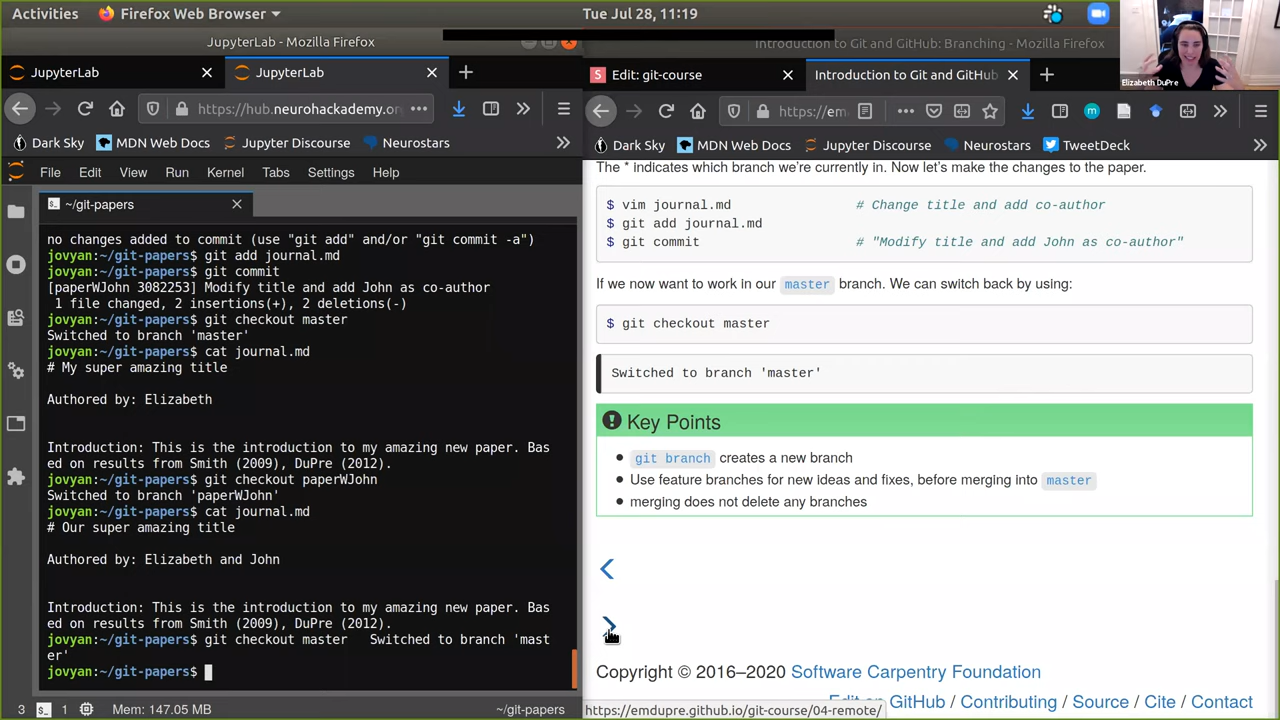 Activities
Firefox Web Browser
Tue Jul 28, 11:19
JupyterLab - Mozilla Firefox
JupyterLab
JupyterLab
https://hub.neurohackademy.or
Dark Sky
MDN Web Docs
Jupyter Discourse
Neurostars
File Edit View Run Kernel Tabs Settings Help
~/git-papers
no changes added to commit (use "git add" and/or "git commit -a")
jovyan:~/git-papers$ git add journal.md
jovyan:~/git-papers$ git commit
[paperWJohn 3082253] Modify title and add John as co-author
1 file changed, 2 insertions(+), 2 deletions(-)
jovyan:~/git-papers$ git checkout master
Switched to branch 'master'
jovyan:~/git-papers$ cat journal.md
# My super amazing title
Authored by: Elizabeth
Introduction: This is the introduction to my amazing new paper. Bas
ed on results from Smith (2009), DuPre (2012).
jovyan:~/git-papers$ git checkout paperWJohn
Switched to branch 'paperWJohn'
jovyan:~/git-papers$ cat journal.md
# Our super amazing title
Authored by: Elizabeth and John
Introduction: This is the introduction to my amazing new paper. Bas
ed on results from Smith (2009), DuPre (2012).
jovyan:~/git-papers$ git checkout master Switched to branch 'mast
er'
jovyan:~/git-papers$
3 $_ 1 Mem: 147.05 MB ~/git-papers
Introduction to Git and GitHub: Branching - Mozilla Firefox
Elizabeth DuPre
S Edit: git-course
Introduction to Git and GitHub
https://em
m
Dark Sky
MDN Web Docs
Jupyter Discourse
Neurostars
TweetDeck
The * indicates which branch we're currently in. Now let's make the changes to the paper.
$ vim journal.md # Change title and add co-author
$ git add journal.md
$ git commit # "Modify title and add John as co-author"
If we now want to work in our master branch. We can switch back by using:
$ git checkout master
Switched to branch 'master'
Key Points
git branch creates a new branch
Use feature branches for new ideas and fixes, before merging into master
merging does not delete any branches
Copyright © 2016–2020 Software Carpentry Foundation
Edit on GitHub / Contributing / Source / Cite / Contact
https://emdupre.github.io/git-course/04-remote/